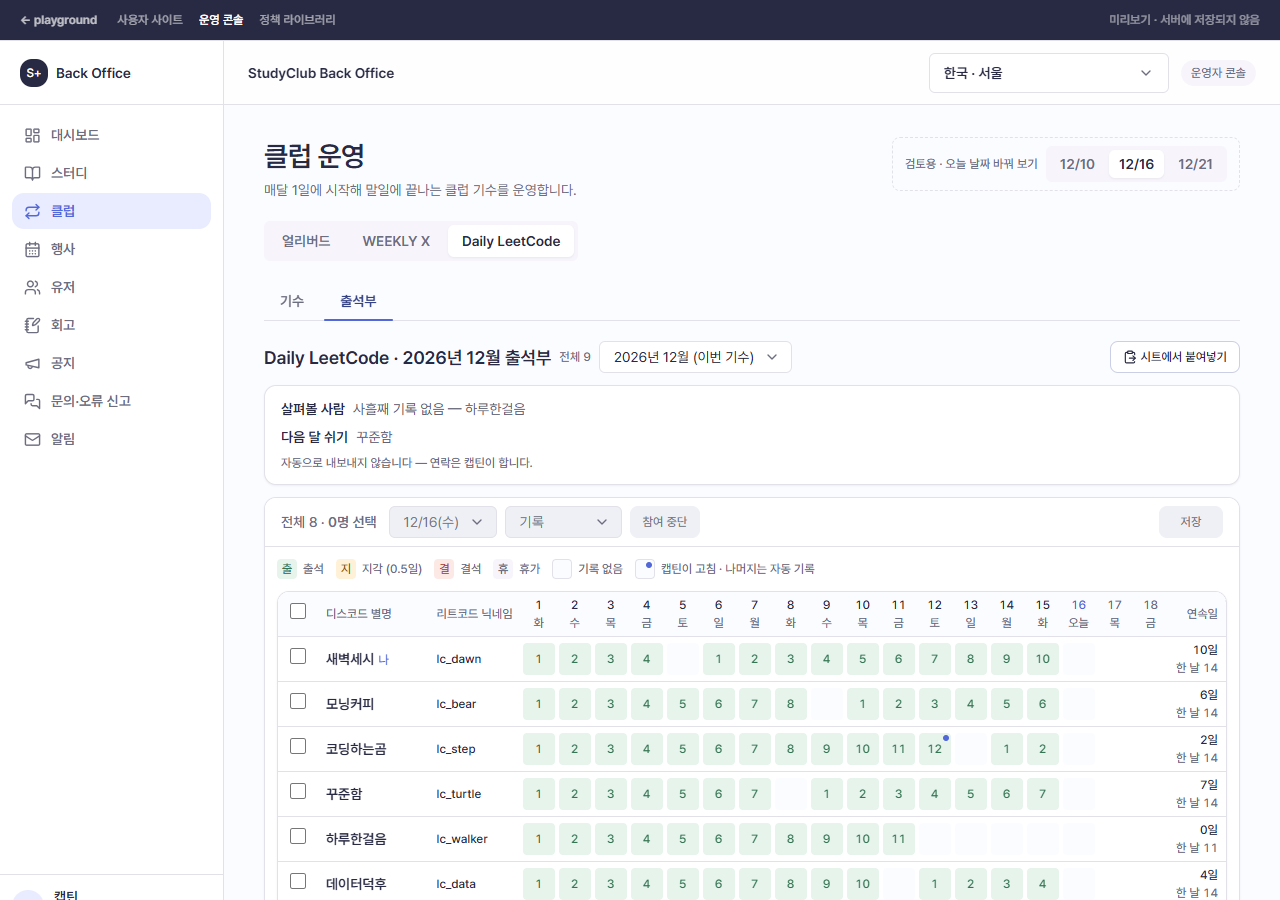 ← playground 사용자 사이트 운영 콘솔 정책 라이브러리 미리보기 · 서버에 저장되지 않음
S+ Back Office
StudyClub Back Office
한국 · 서울
운영자 콘솔
대시보드
스터디
클럽
행사
유저
회고
공지
문의·오류 신고
알림
캡틴
클럽 운영
매달 1일에 시작해 말일에 끝나는 클럽 기수를 운영합니다.
검토용 · 오늘 날짜 바꿔 보기 12/10 12/16 12/21
얼리버드 WEEKLY X Daily LeetCode
기수 출석부
Daily LeetCode · 2026년 12월 출석부 전체 9 2026년 12월 (이번 기수) 시트에서 붙여넣기
살펴볼 사람 사흘째 기록 없음 — 하루한걸음
다음 달 쉬기 꾸준함
자동으로 내보내지 않습니다 — 연락은 캡틴이 합니다.
전체 8 · 0명 선택 12/16(수) 기록 참여 중단 저장
출 출석 지 지각 (0.5일) 결 결석 휴 휴가 기록 없음 캡틴이 고침 · 나머지는 자동 기록
디스코드 별명 리트코드 닉네임 1 2 3 4 5 6 7 8 9 10 11 12 13 14 15 16 17 18 연속일
화 수 목 금 토 일 월 화 수 목 금 토 일 월 화 오늘 목 금
새벽세시 나 lc_dawn 1 2 3 4 1 2 3 4 5 6 7 8 9 10 10일
한 날 14
모닝커피 lc_bear 1 2 3 4 5 6 7 8 1 2 3 4 5 6 6일
한 날 14
코딩하는곰 lc_step 1 2 3 4 5 6 7 8 9 10 11 12 1 2 2일
한 날 14
꾸준함 lc_turtle 1 2 3 4 5 6 7 1 2 3 4 5 6 7 7일
한 날 14
하루한걸음 lc_walker 1 2 3 4 5 6 7 8 9 10 11 0일
한 날 11
데이터덕후 lc_data 1 2 3 4 5 6 7 8 9 10 1 2 3 4 4일
한 날 14